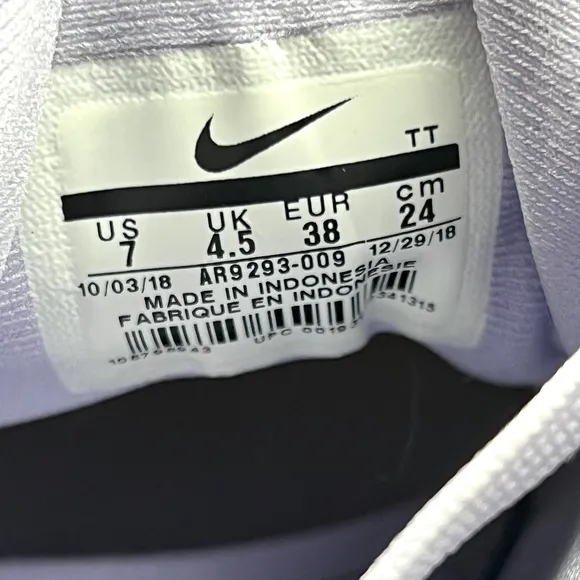 TT
US UK EUR cm
7 4.5 38 24
10/03/18 AR9293-009 12/29/18
MADE IN INDONESIA
FABRIQUE EN INDONESIE